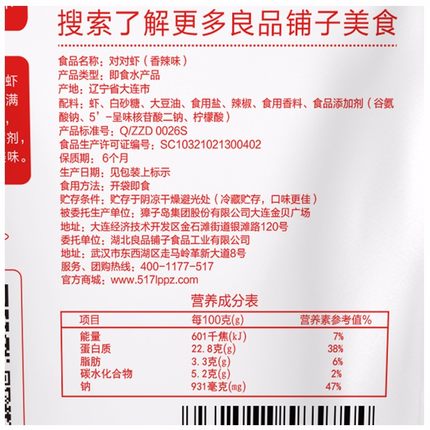 搜索了解更多良品铺子美食
食品名称：对对虾（香辣味）
产品类型：即食水产品
产地：辽宁省大连市
配料：虾、白砂糖、大豆油、食用盐、辣椒、食用香料、食品添加剂（谷氨
酸钠、5’-呈味核苷酸二钠、柠檬酸）
产品标准号：Q/ZZD 0026S
食品生产许可证编号：SC10321021300402
保质期：6个月
生产日期：见包装上标示
食用方法：开袋即食
贮存条件：贮存于阴凉干燥避光处（冷藏贮存，口味更佳）
被委托生产单位：獐子岛集团股份有限公司大连金贝广场
地址：大连经济技术开发区金石滩街道银滩路120号
委托单位：湖北良品铺子食品工业有限公司
地址：武汉市东西湖区走马岭革新大道8号
服务、团购热线：400-1177-517
官方商城：www.517lppz.com
营养成分表
项目 每100克(g) 营养素参考值%
能量 601千焦(kJ) 7%
蛋白质 22.8克(g) 38%
脂肪 3.3克(g) 6%
碳水化合物 5.2克(g) 2%
钠 931毫克(mg) 47%
虾
满
剂，
味。